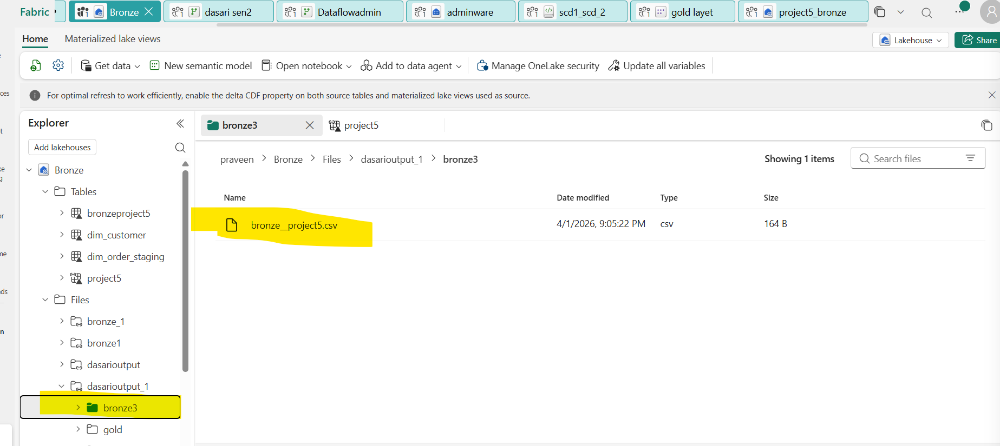 Fabric
Bronze
dasari sen2
Dataflowadmin
adminware
scd1_scd_2
gold layet
project5_bronze
Home
Materialized lake views
Lakehouse
Share
Get data
New semantic model
Open notebook
Add to data agent
Manage OneLake security
Update all variables
For optimal refresh to work efficiently, enable the delta CDF property on both source tables and materialized lake views used as source.
Explorer
Add lakehouses
Bronze
Tables
bronzeproject5
dim_customer
dim_order_staging
project5
Files
bronze_1
bronze1
dasarioutput
dasarioutput_1
bronze3
gold
bronze3
project5
praveen > Bronze > Files > dasarioutput_1 > bronze3
Showing 1 items
Search files
Name Date modified Type Size
bronze__project5.csv 4/1/2026, 9:05:22 PM csv 164 B